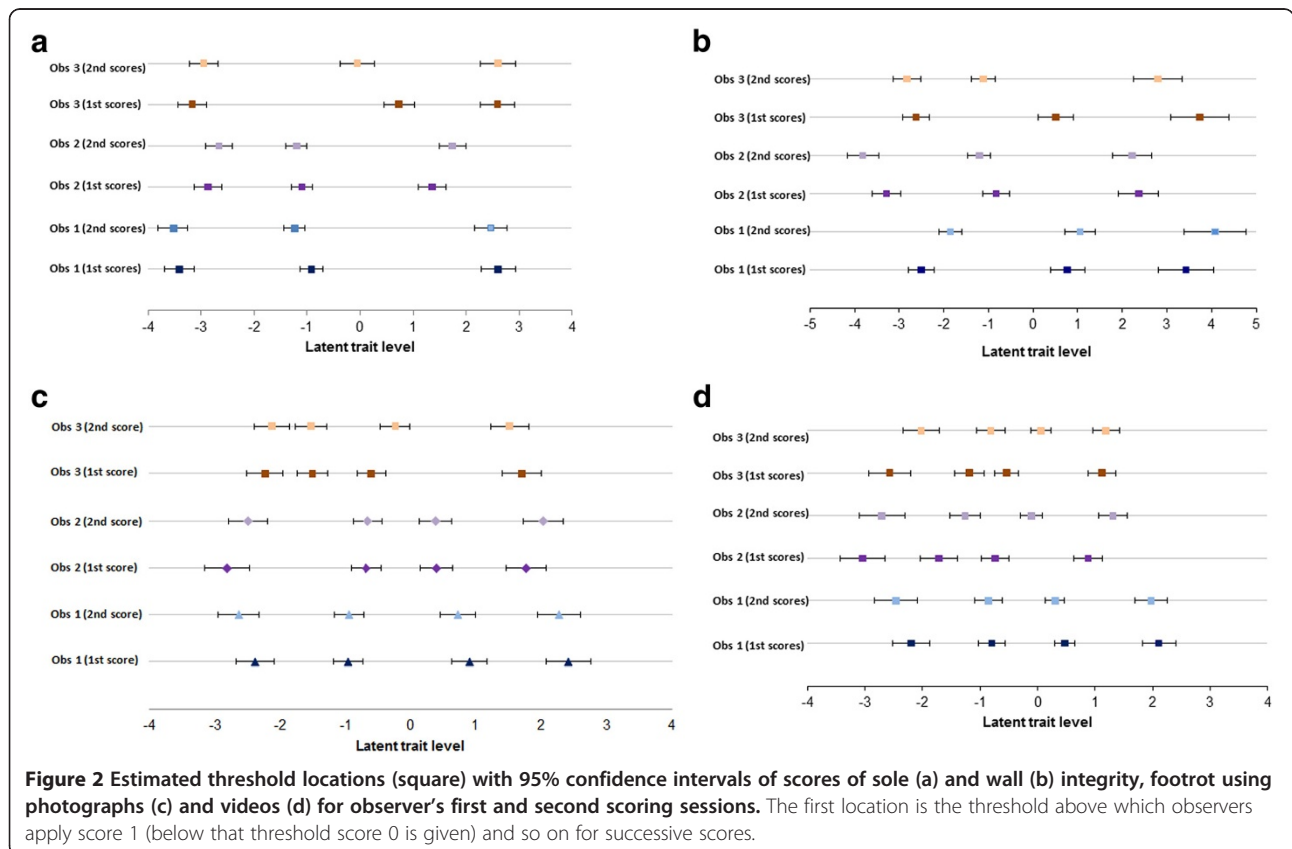 a
Obs 3 (2nd scores)
Obs 3 (1st scores)
Obs 2 (2nd scores)
Obs 2 (1st scores)
Obs 1 (2nd scores)
Obs 1 (1st scores)
-4 -3 -2 -1 0 1 2 3 4
Latent trait level
b
Obs 3 (2nd scores)
Obs 3 (1st scores)
Obs 2 (2nd scores)
Obs 2 (1st scores)
Obs 1 (2nd scores)
Obs 1 (1st scores)
-5 -4 -3 -2 -1 0 1 2 3 4 5
Latent trait level
c
Obs 3 (2nd score)
Obs 3 (1st score)
Obs 2 (2nd score)
Obs 2 (1st score)
Obs 1 (2nd score)
Obs 1 (1st score)
-4 -3 -2 -1 0 1 2 3 4
Latent trait level
d
Obs 3 (2nd scores)
Obs 3 (1st scores)
Obs 2 (2nd scores)
Obs 2 (1st scores)
Obs 1 (2nd scores)
Obs 1 (1st scores)
-4 -3 -2 -1 0 1 2 3 4
Latent trait level
Figure 2 Estimated threshold locations (square) with 95% confidence intervals of scores of sole (a) and wall (b) integrity, footrot using
photographs (c) and videos (d) for observer's first and second scoring sessions. The first location is the threshold above which observers
apply score 1 (below that threshold score 0 is given) and so on for successive scores.